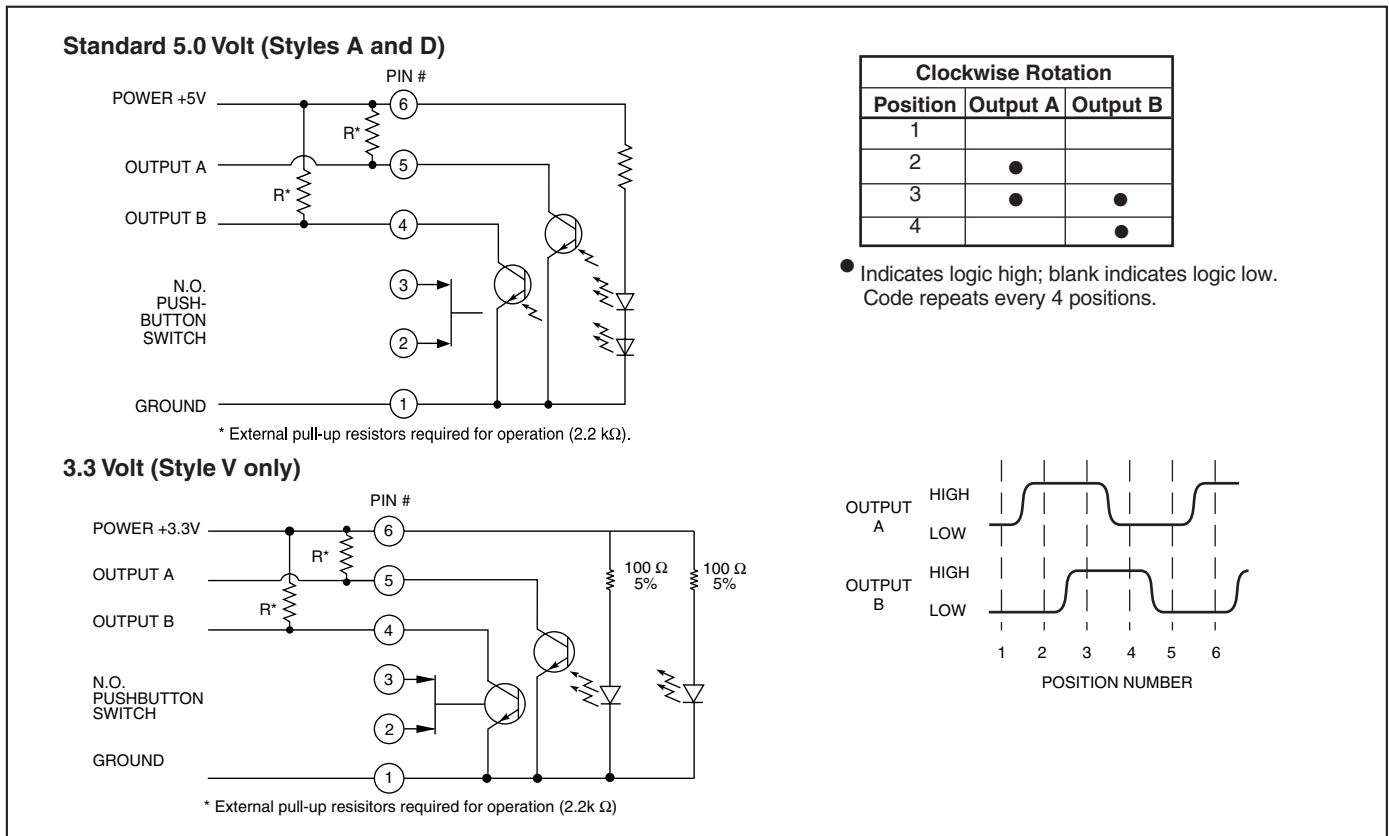 Standard 5.0 Volt (Styles A and D)
PIN #
POWER +5V
6
R*
OUTPUT A
5
R*
OUTPUT B
4
N.O.
PUSH-
BUTTON
SWITCH
3
2
GROUND
1
* External pull-up resistors required for operation (2.2 kΩ).
3.3 Volt (Style V only)
PIN #
POWER +3.3V
6
R*
100 Ω
5%
100 Ω
5%
OUTPUT A
5
R*
OUTPUT B
4
N.O.
PUSHBUTTON
SWITCH
3
2
GROUND
1
* External pull-up resisitors required for operation (2.2k Ω)
Clockwise Rotation
Position Output A Output B
1
2 ●
3 ● ●
4 ●
● Indicates logic high; blank indicates logic low.
Code repeats every 4 positions.
OUTPUT
A
HIGH
LOW
OUTPUT
B
HIGH
LOW
1 2 3 4 5 6
POSITION NUMBER